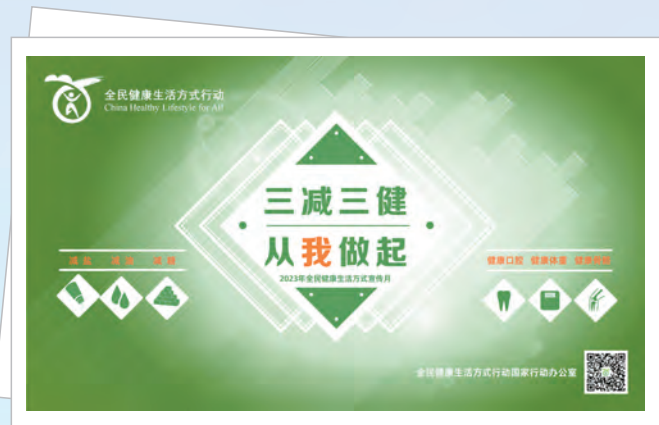 全民健康生活方式行动
China Healthy Lifestyle for All
三减三健
从我做起
2023年全民健康生活方式宣传月
减盐 减油 减糖
健康口腔 健康体重 健康骨骼
全民健康生活方式行动国家行动办公室